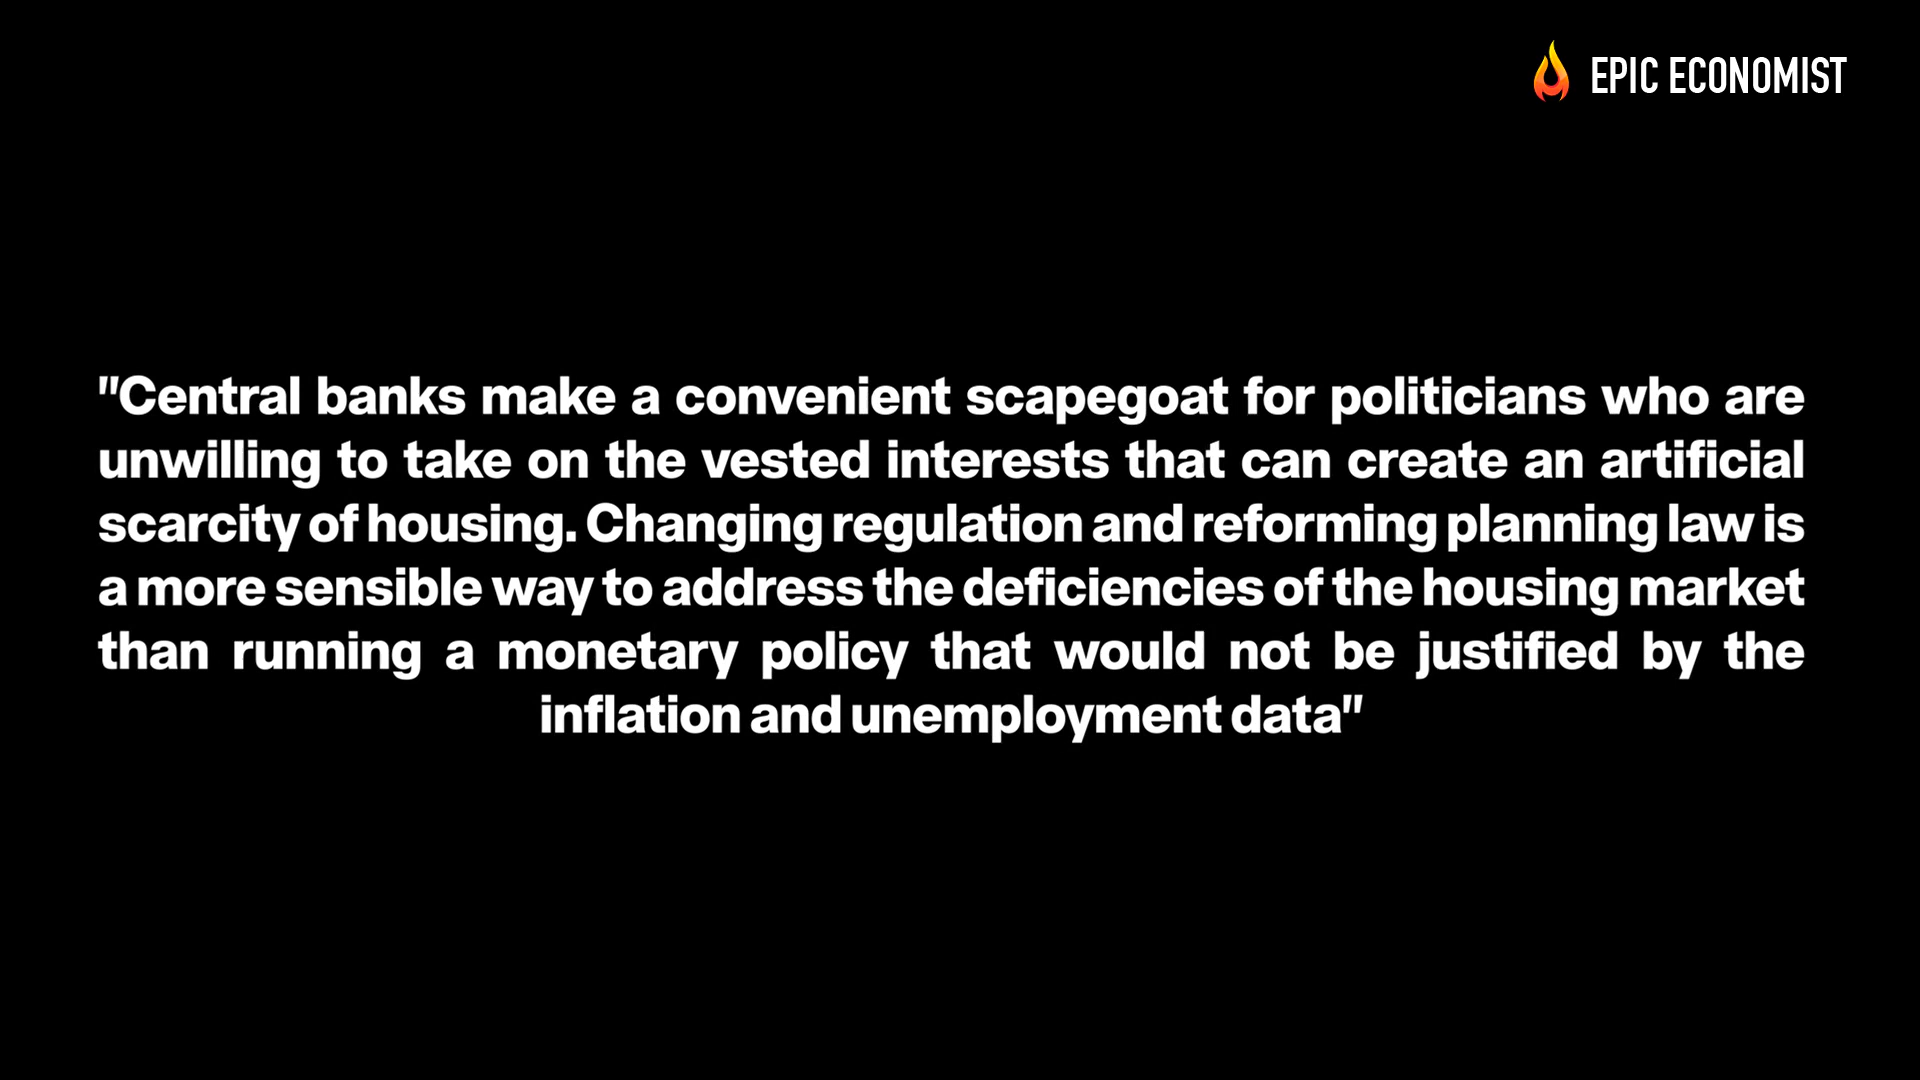 EPIC ECONOMIST
"Central banks make a convenient scapegoat for politicians who are
unwilling to take on the vested interests that can create an artificial
scarcity of housing. Changing regulation and reforming planning law is
a more sensible way to address the deficiencies of the housing market
than running a monetary policy that would not be justified by the
inflation and unemployment data"